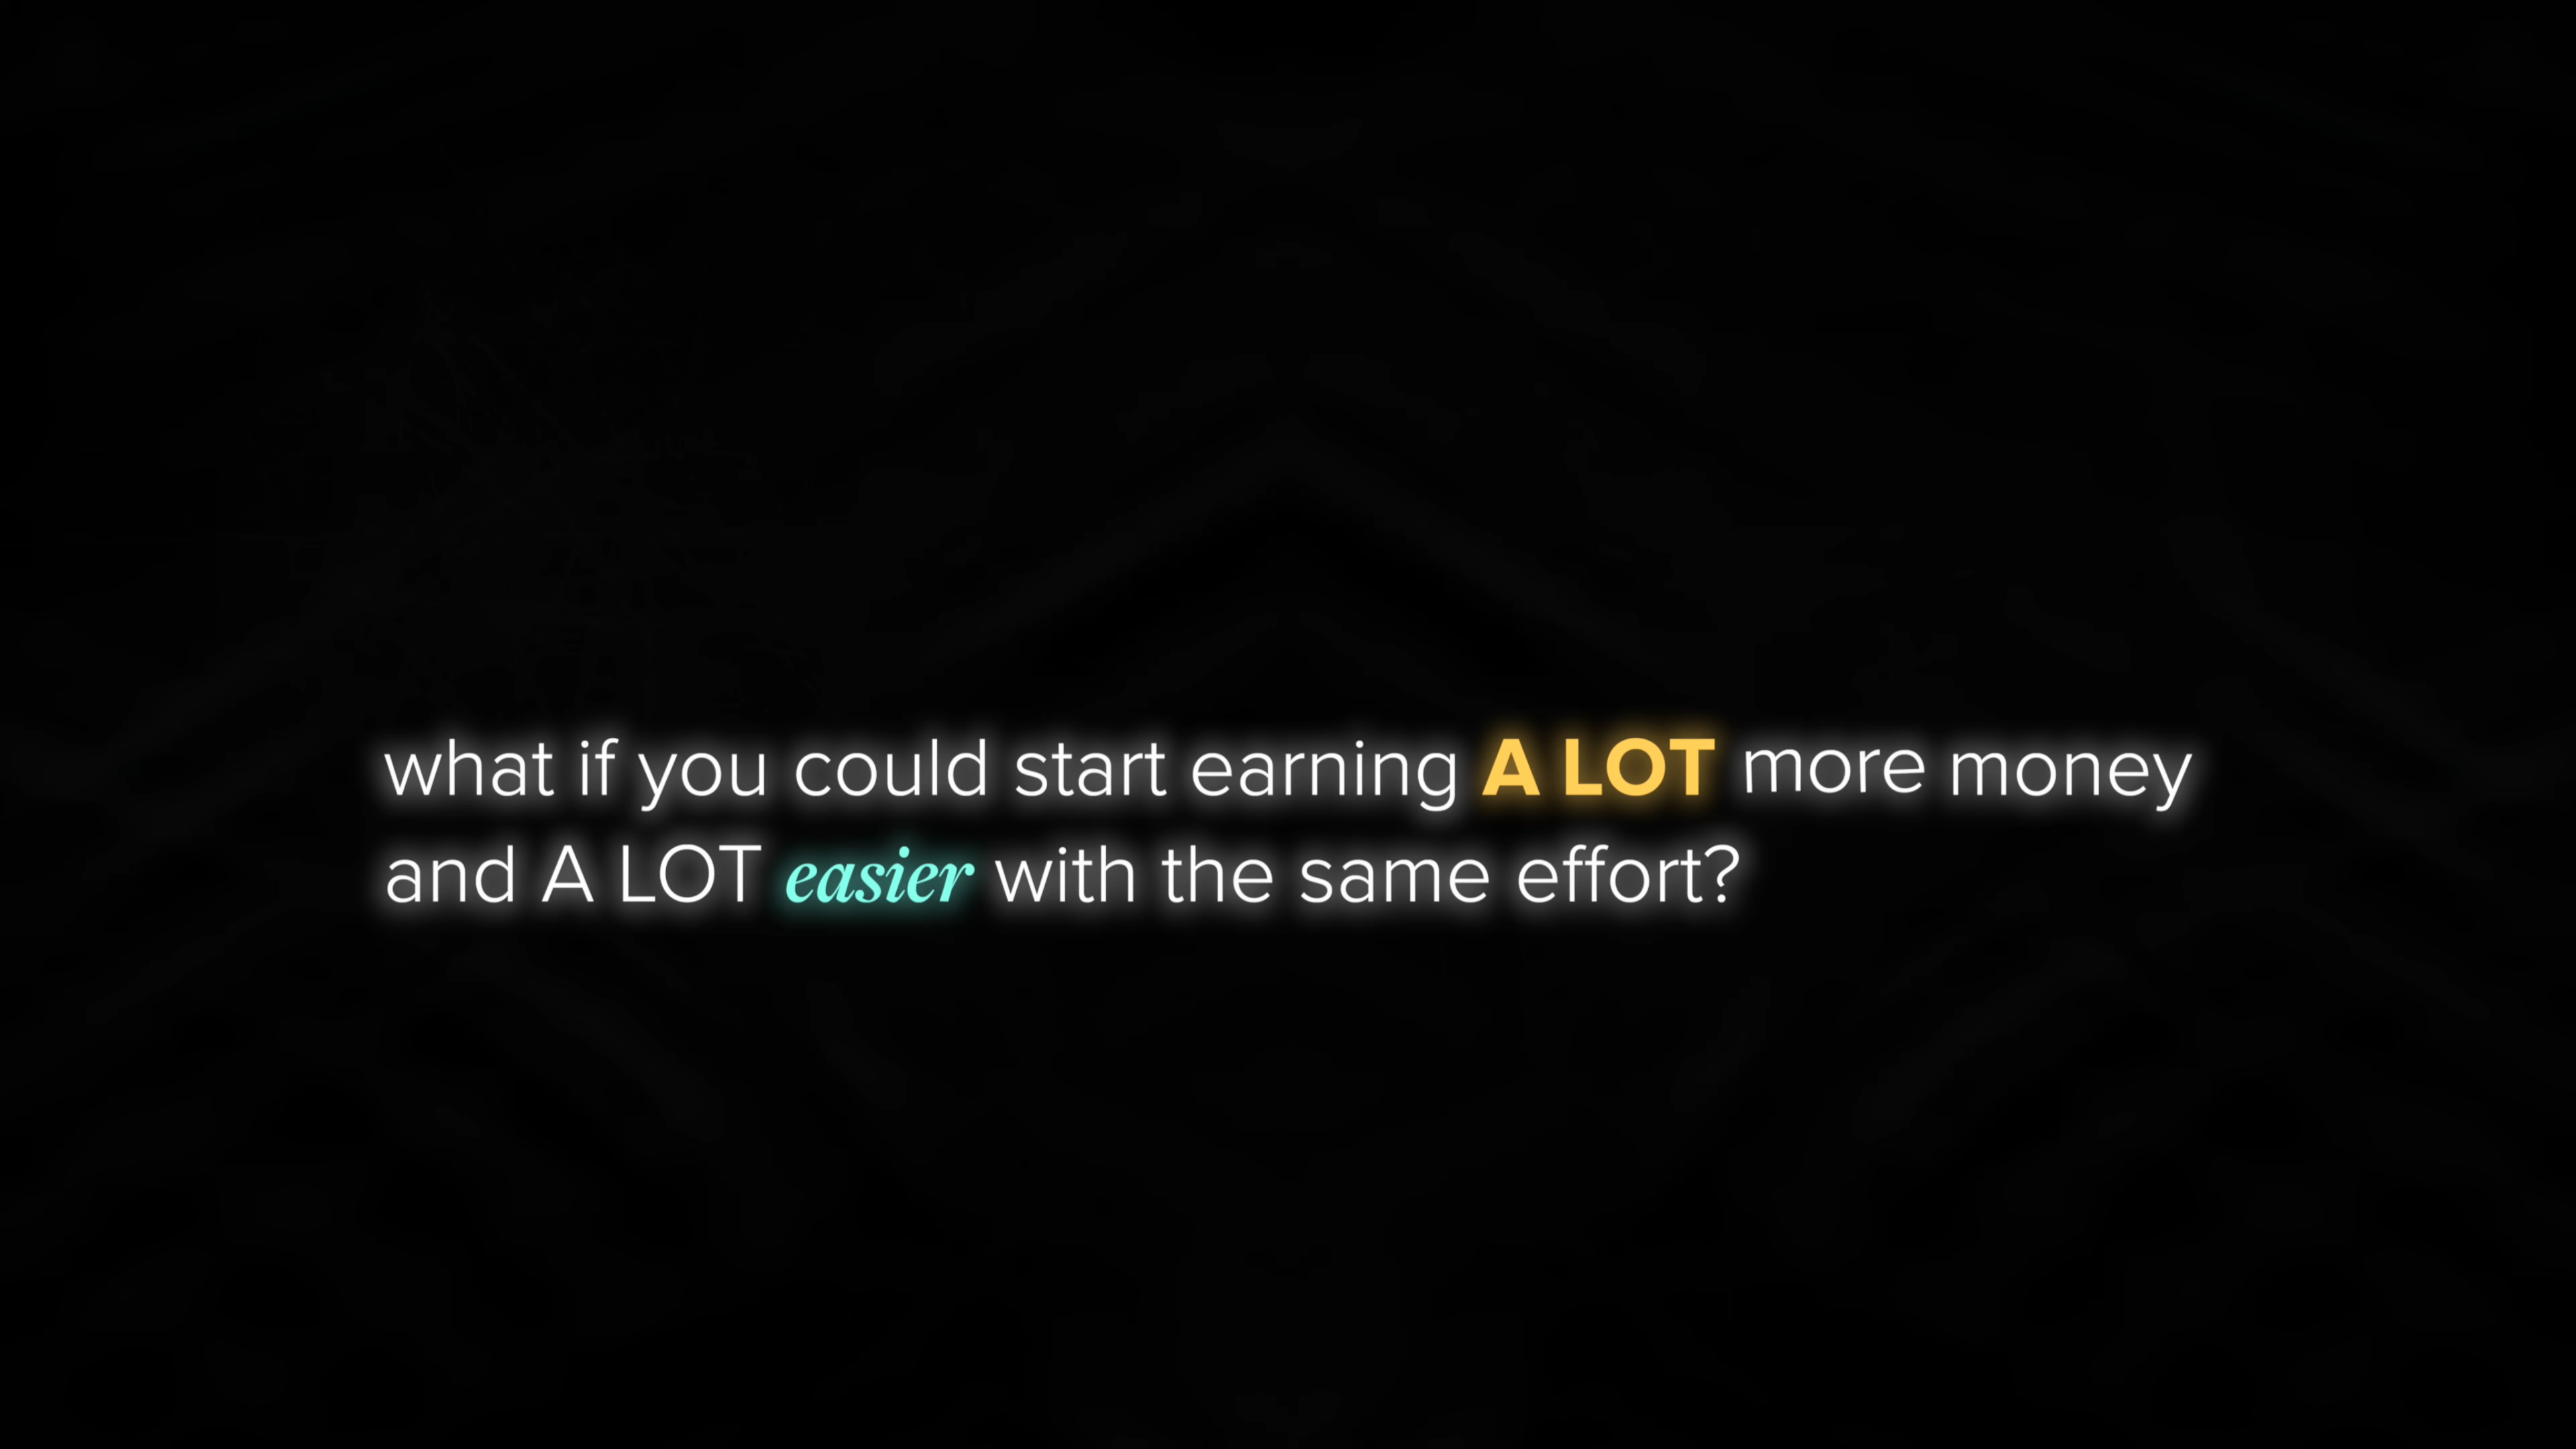 what if you could start earning A LOT more money
and A LOT easier with the same effort?